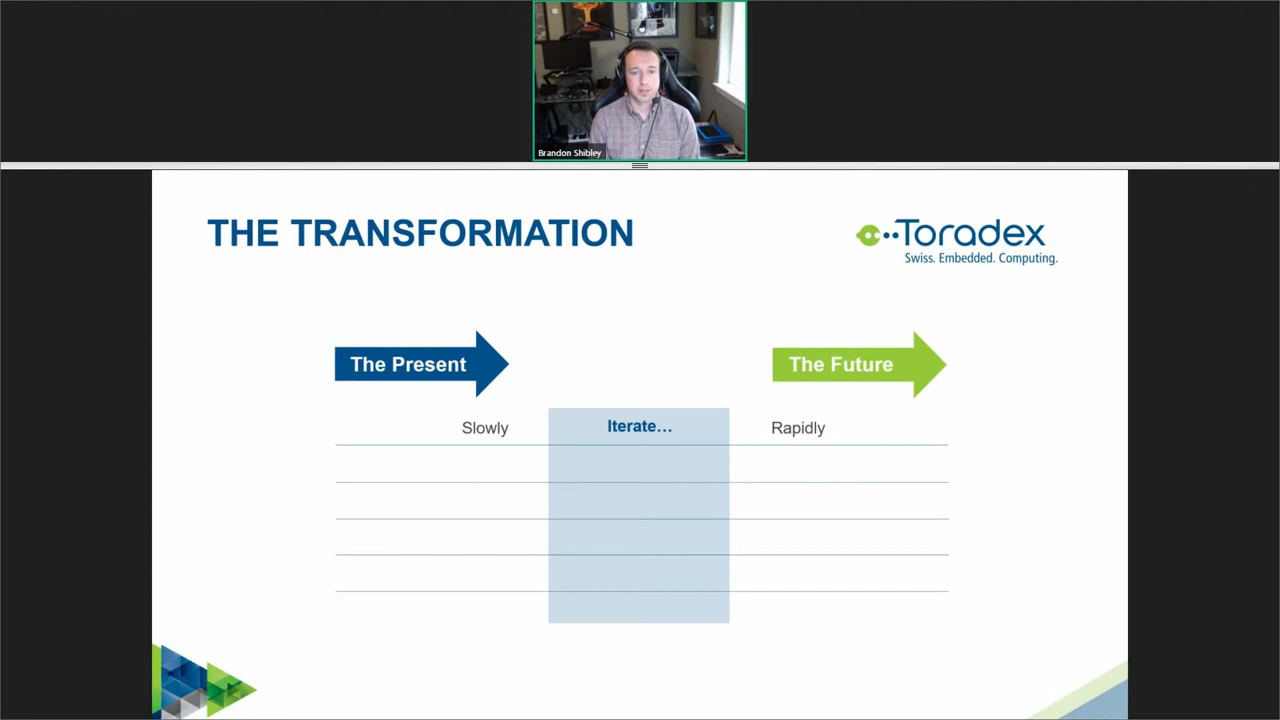 Brandon Shibley
THE TRANSFORMATION
Toradex
Swiss. Embedded. Computing.
The Present
The Future
Slowly
Iterate...
Rapidly